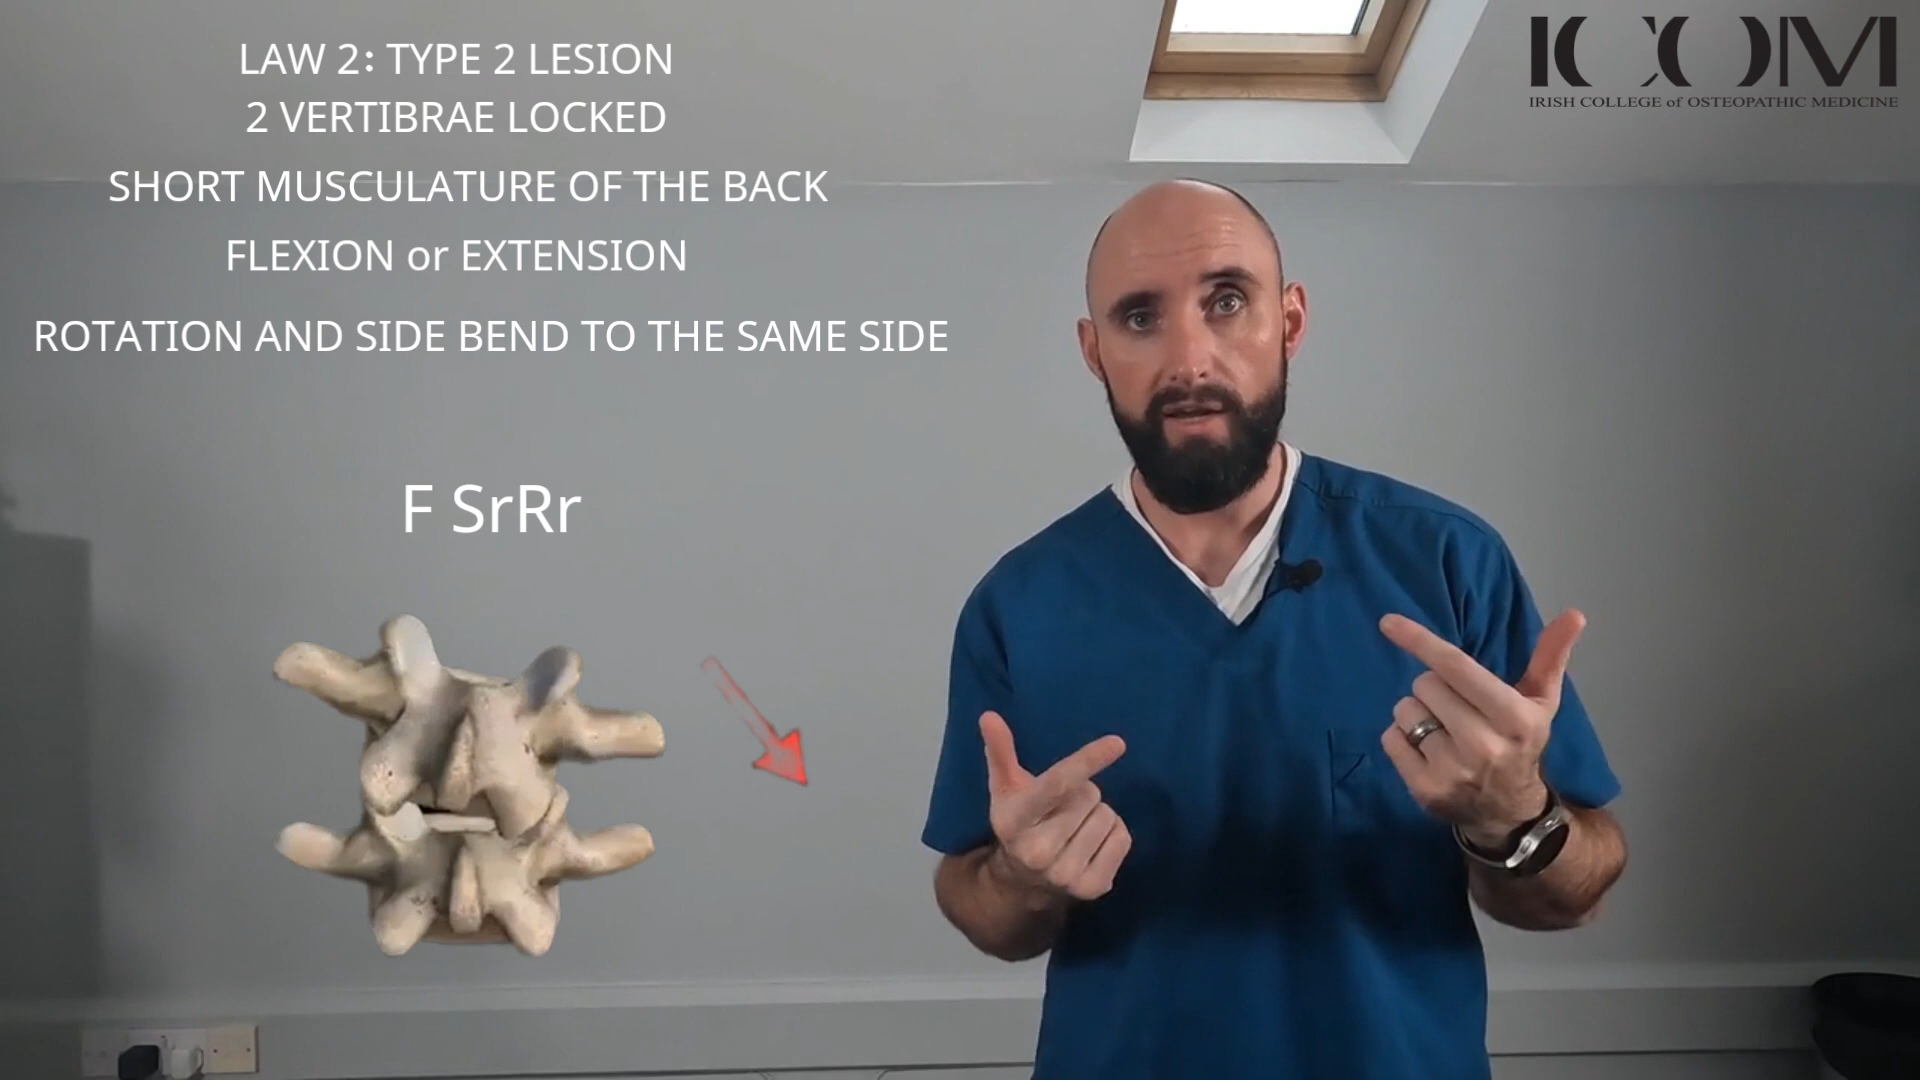 LAW 2: TYPE 2 LESION
2 VERTIBRAE LOCKED
SHORT MUSCULATURE OF THE BACK
FLEXION or EXTENSION
ROTATION AND SIDE BEND TO THE SAME SIDE
F SrRr
ICOM
IRISH COLLEGE of OSTEOPATHIC MEDICINE